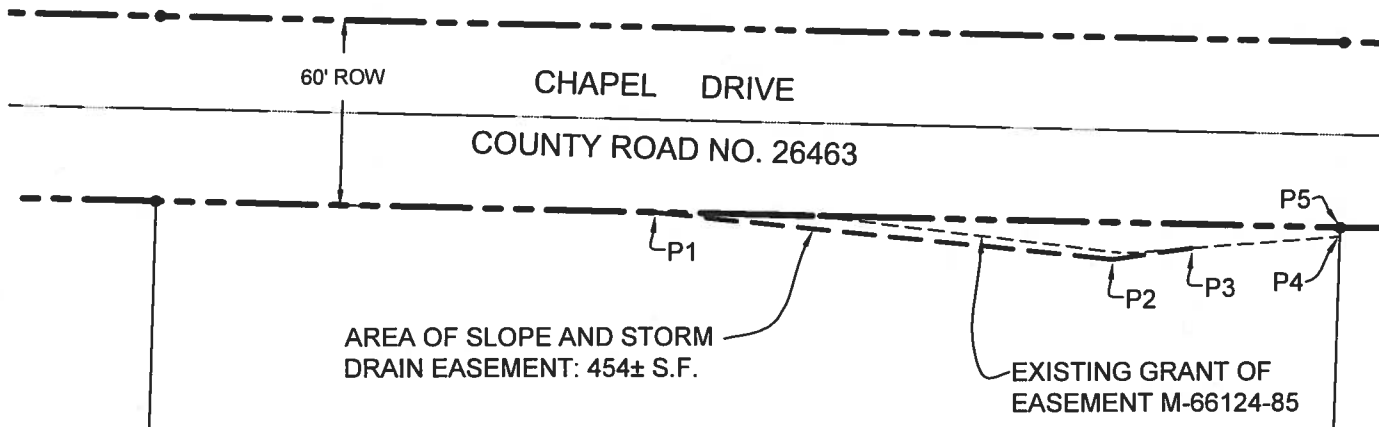 60' ROW
CHAPEL DRIVE
COUNTY ROAD NO. 26463
P5
P1
P2
P3
P4
AREA OF SLOPE AND STORM
DRAIN EASEMENT: 454± S.F.
EXISTING GRANT OF
EASEMENT M-66124-85